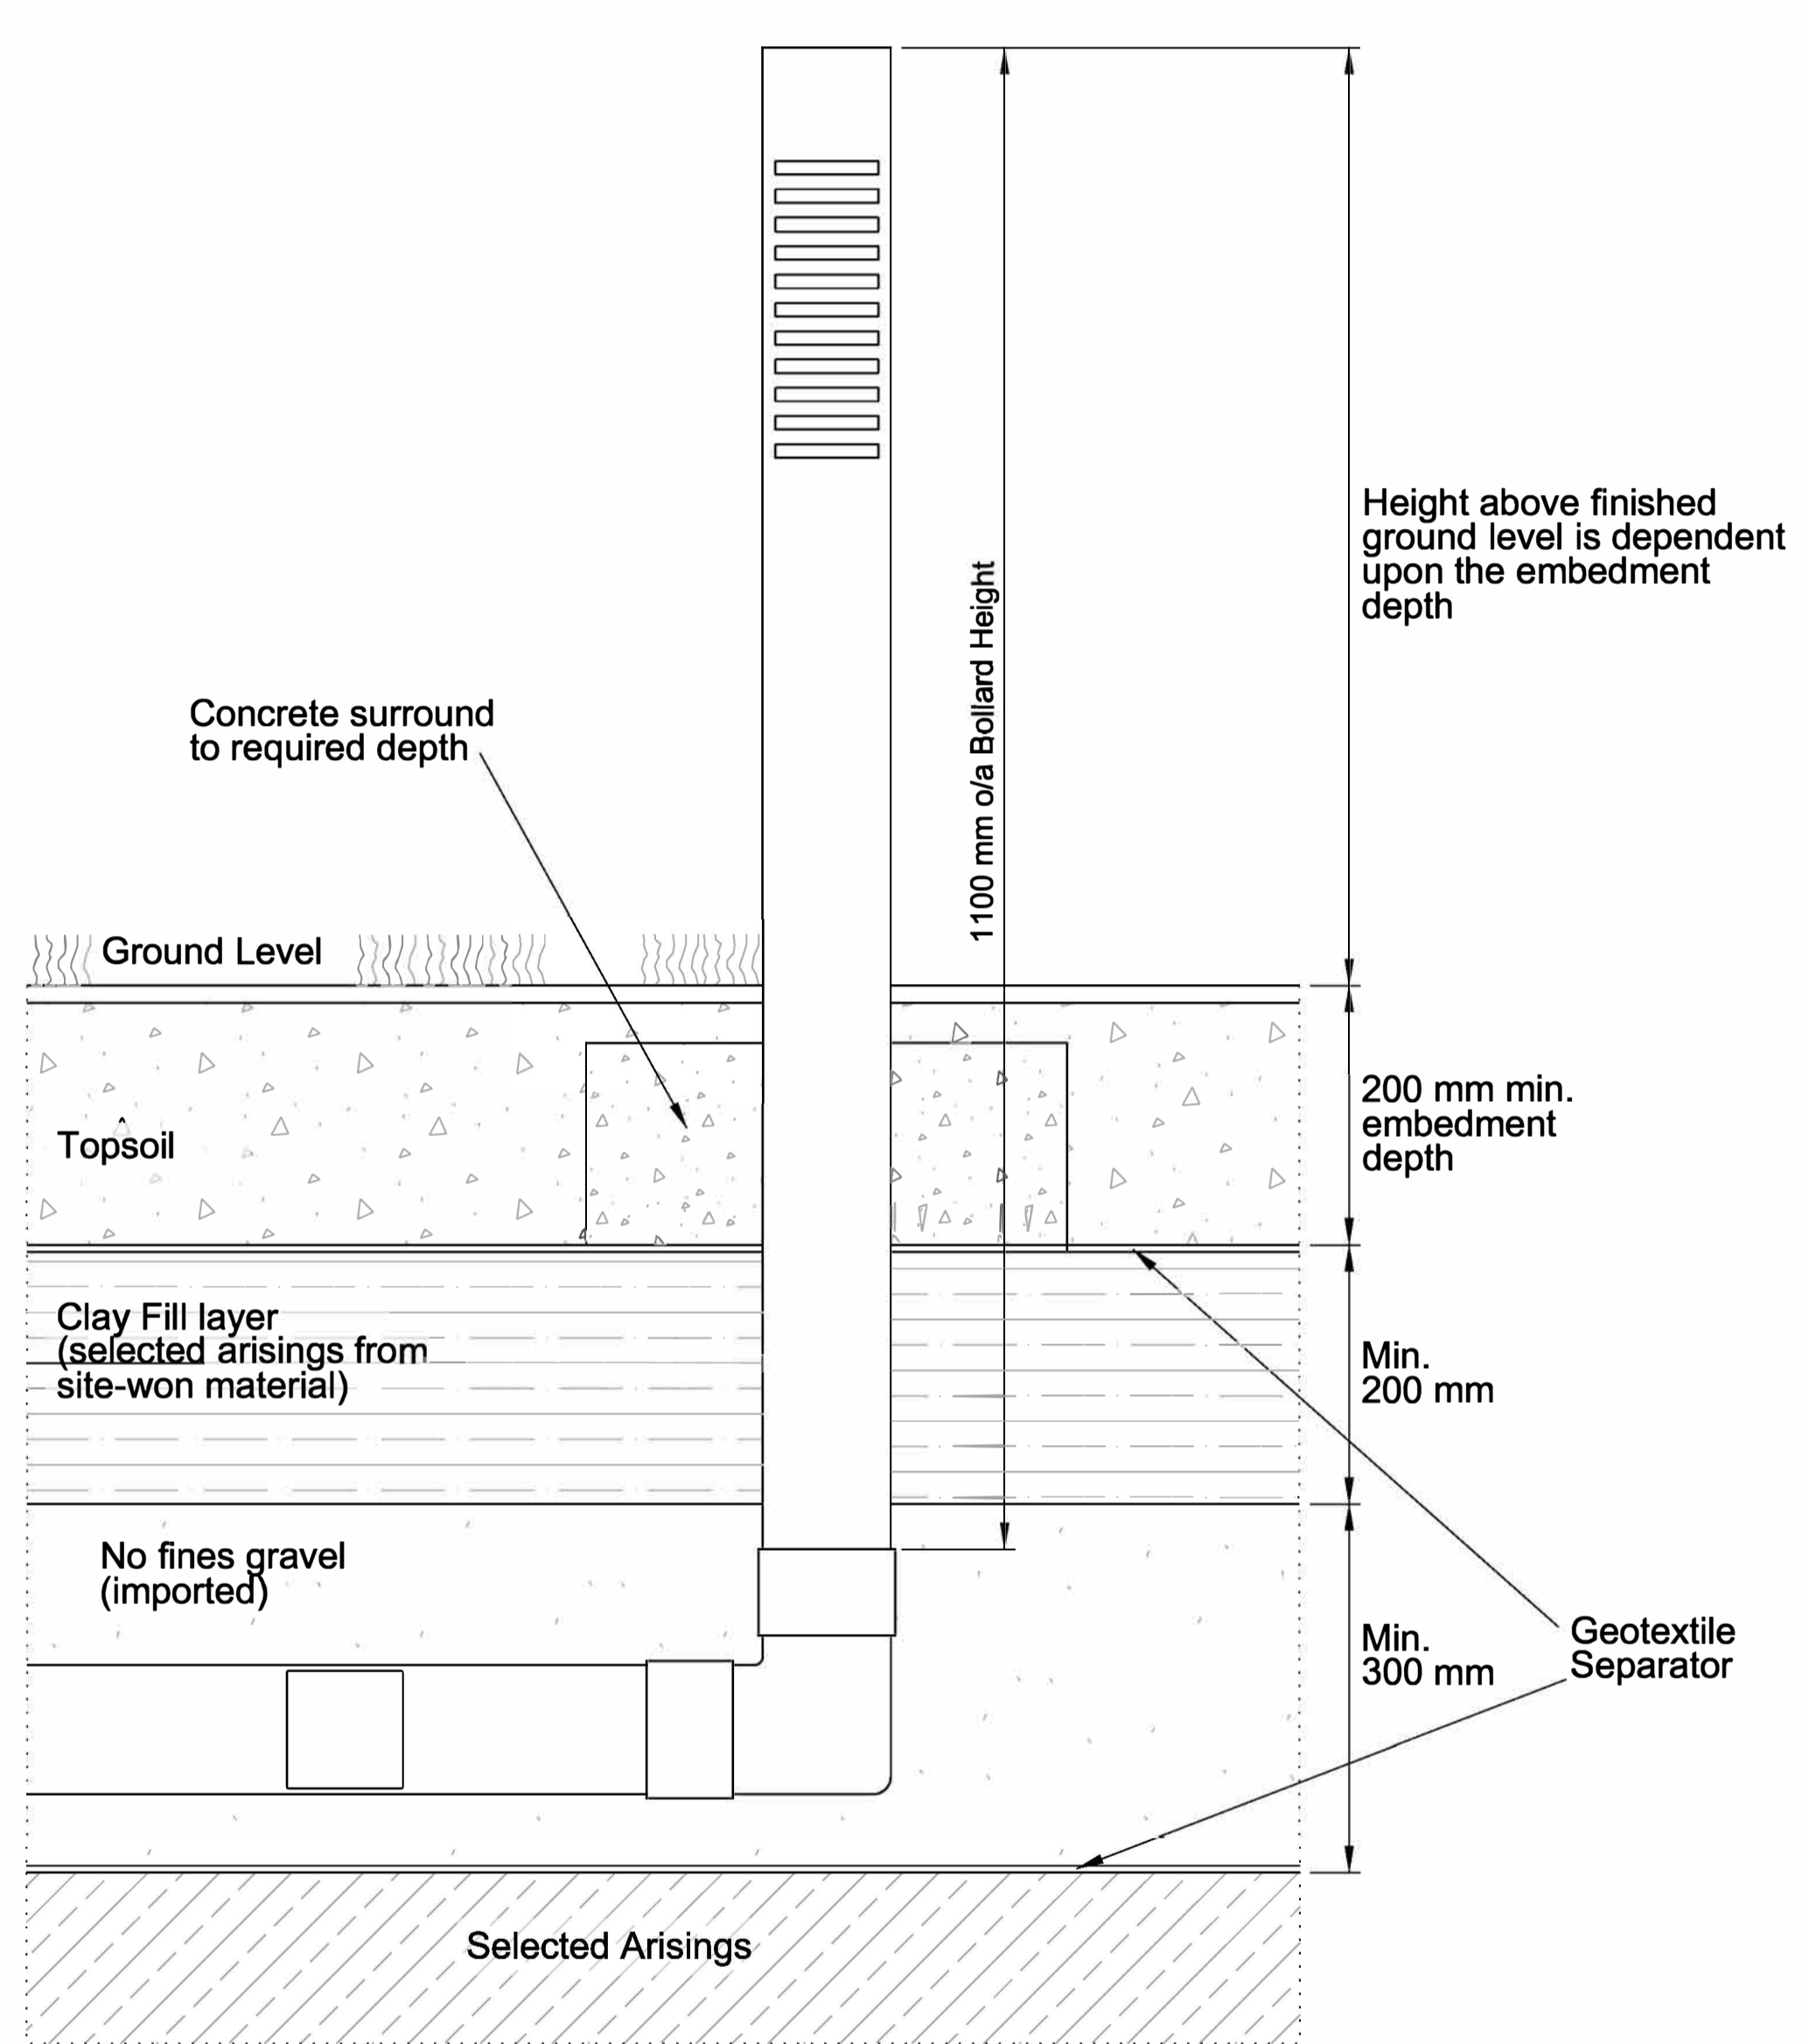 Height above finished
ground level is dependent
upon the embedment
depth
1100 mm o/a Bollard Height
Concrete surround
to required depth
Ground Level
Topsoil
200 mm min.
embedment
depth
Clay Fill layer
(selected arisings from
site-won material)
Min.
200 mm
No fines gravel
(imported)
Min.
300 mm
Geotextile
Separator
Selected Arisings